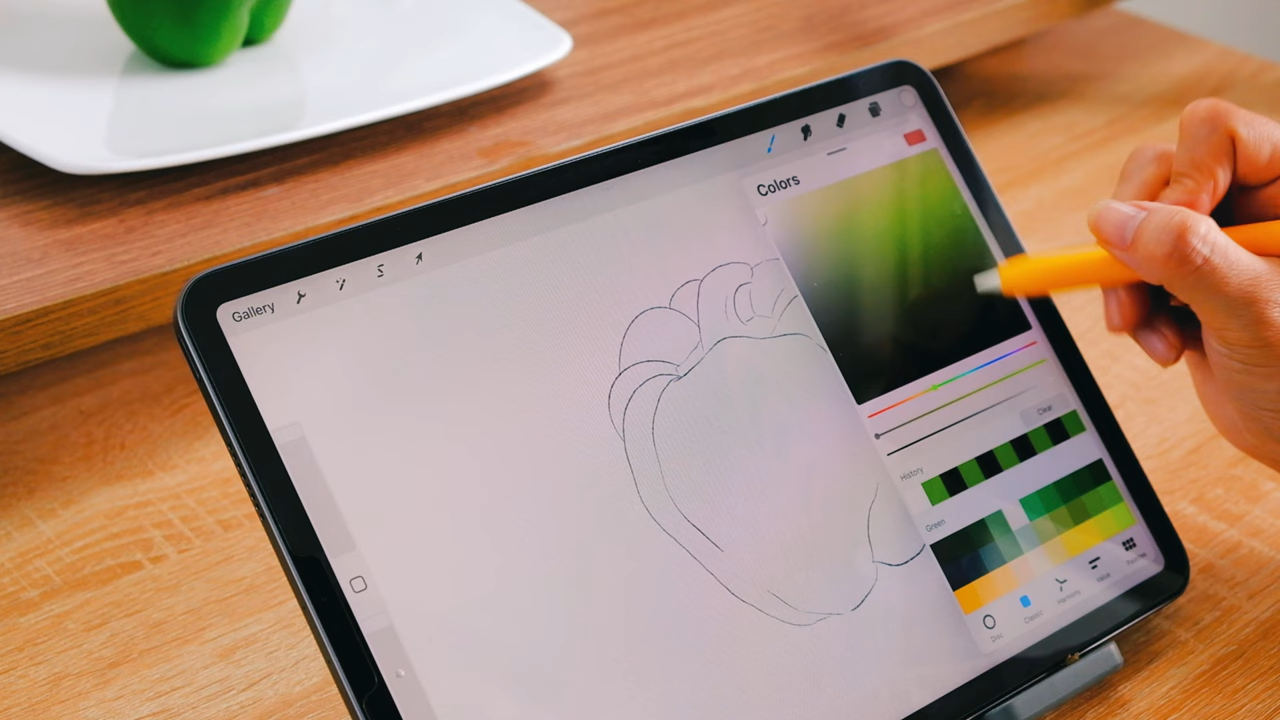 Gallery
Colors
Clear
History
Green
Disc
Classic
Harmony
Value
Palettes